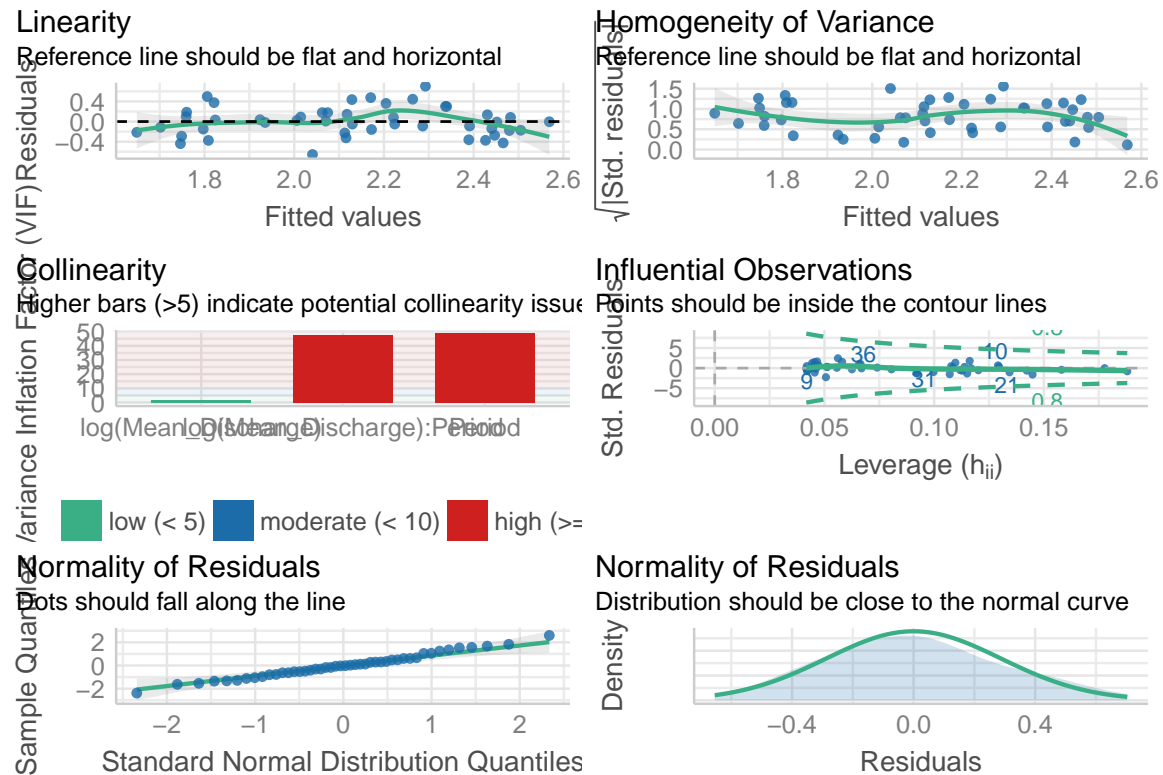 Linearity
Reference line should be flat and horizontal
Residuals
0.4
0.0
−0.4
1.8 2.0 2.2 2.4 2.6
Fitted values
Homogeneity of Variance
Reference line should be flat and horizontal
√|Std. residuals|
1.5
1.0
0.5
0.0
1.8 2.0 2.2 2.4 2.6
Fitted values
Collinearity
Higher bars (>5) indicate potential collinearity issue
Variance Inflation Factor (VIF)
50
40
30
20
10
0
log(Mean_Discharge)
log(Mean_Discharge):Period
Period
low (< 5) moderate (< 10) high (>=
Influential Observations
Points should be inside the contour lines
Std. Residuals
5
0
−5
0.8
36
10
9
31
21
0.8
0.00 0.05 0.10 0.15
Leverage (hii)
Normality of Residuals
Dots should fall along the line
Sample Quantiles
2
0
−2
−2 −1 0 1 2
Standard Normal Distribution Quantiles
Normality of Residuals
Distribution should be close to the normal curve
Density
−0.4 0.0 0.4
Residuals